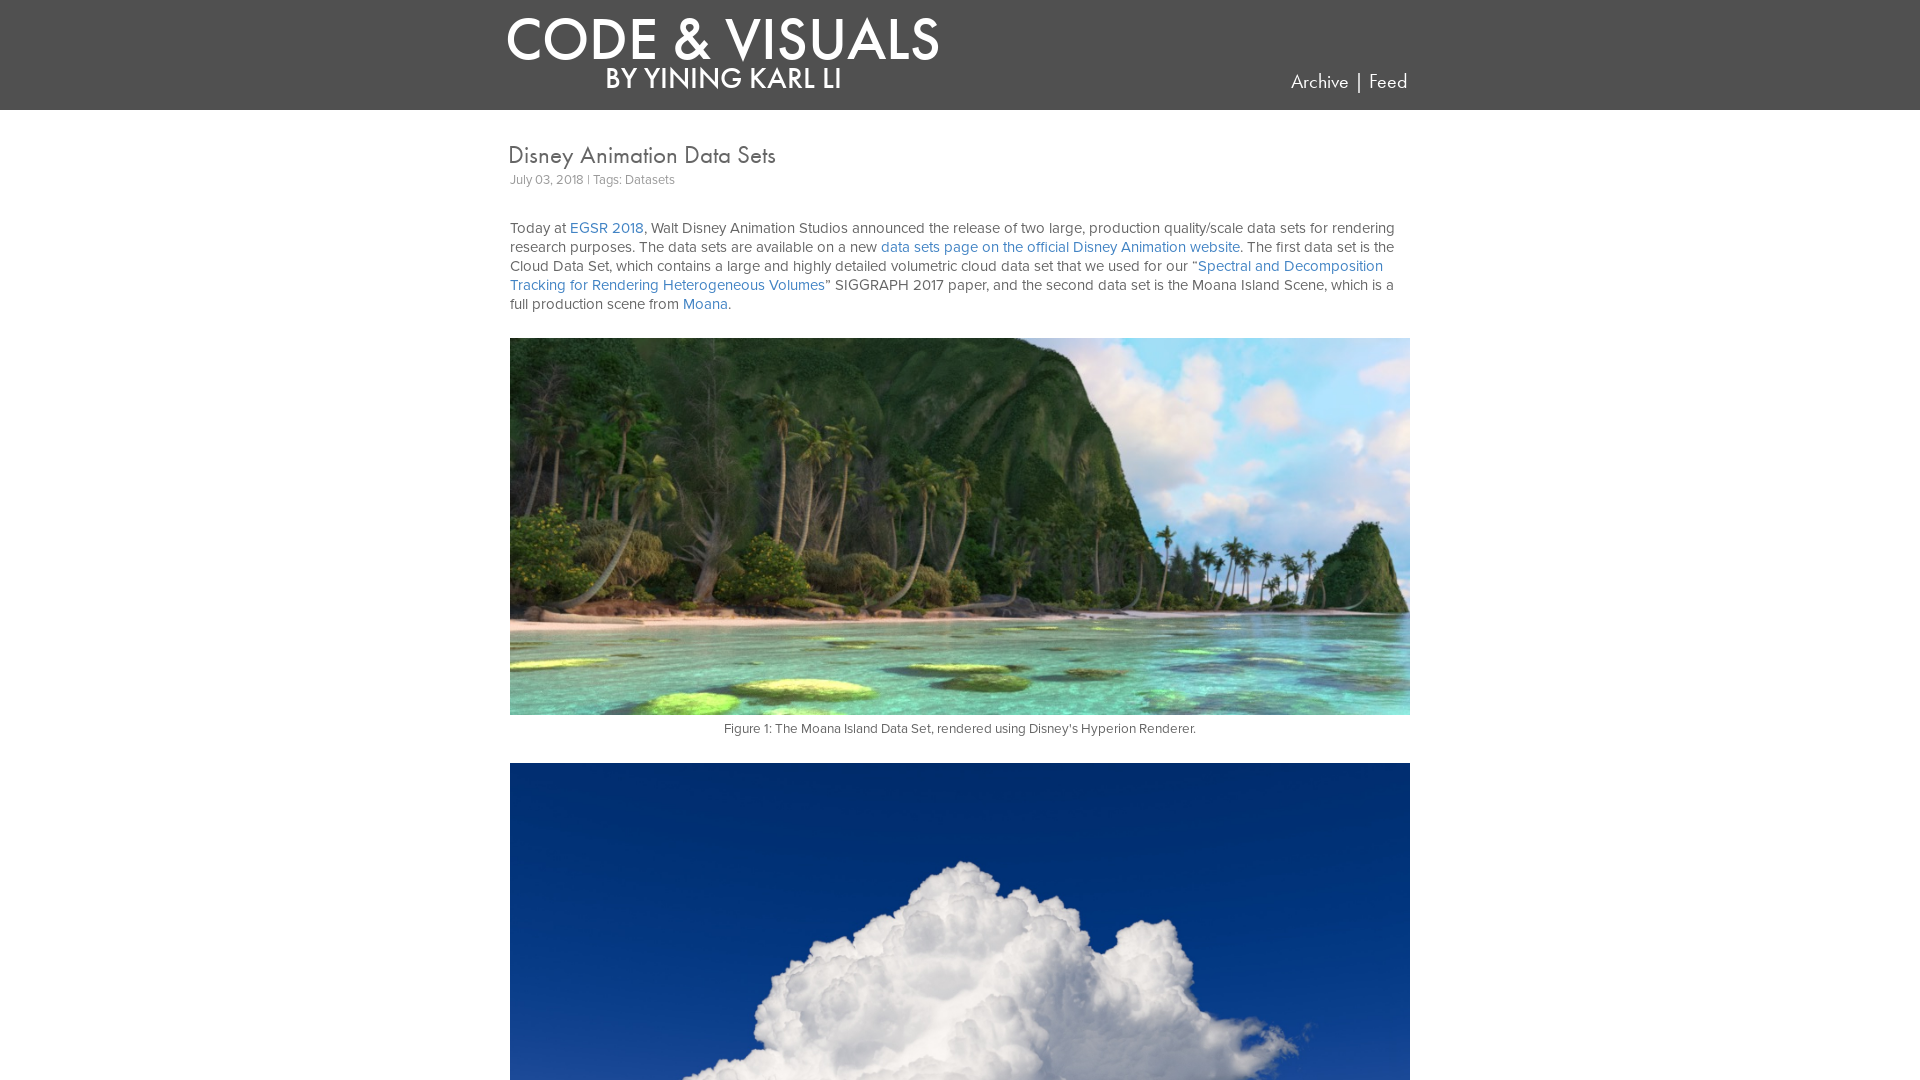 CODE & VISUALS
BY YINING KARL LI
Archive | Feed
Disney Animation Data Sets
July 03, 2018 | Tags: Datasets
Today at EGSR 2018, Walt Disney Animation Studios announced the release of two large, production quality/scale data sets for rendering
research purposes. The data sets are available on a new data sets page on the official Disney Animation website. The first data set is the
Cloud Data Set, which contains a large and highly detailed volumetric cloud data set that we used for our “Spectral and Decomposition
Tracking for Rendering Heterogeneous Volumes” SIGGRAPH 2017 paper, and the second data set is the Moana Island Scene, which is a
full production scene from Moana.
Figure 1: The Moana Island Data Set, rendered using Disney's Hyperion Renderer.